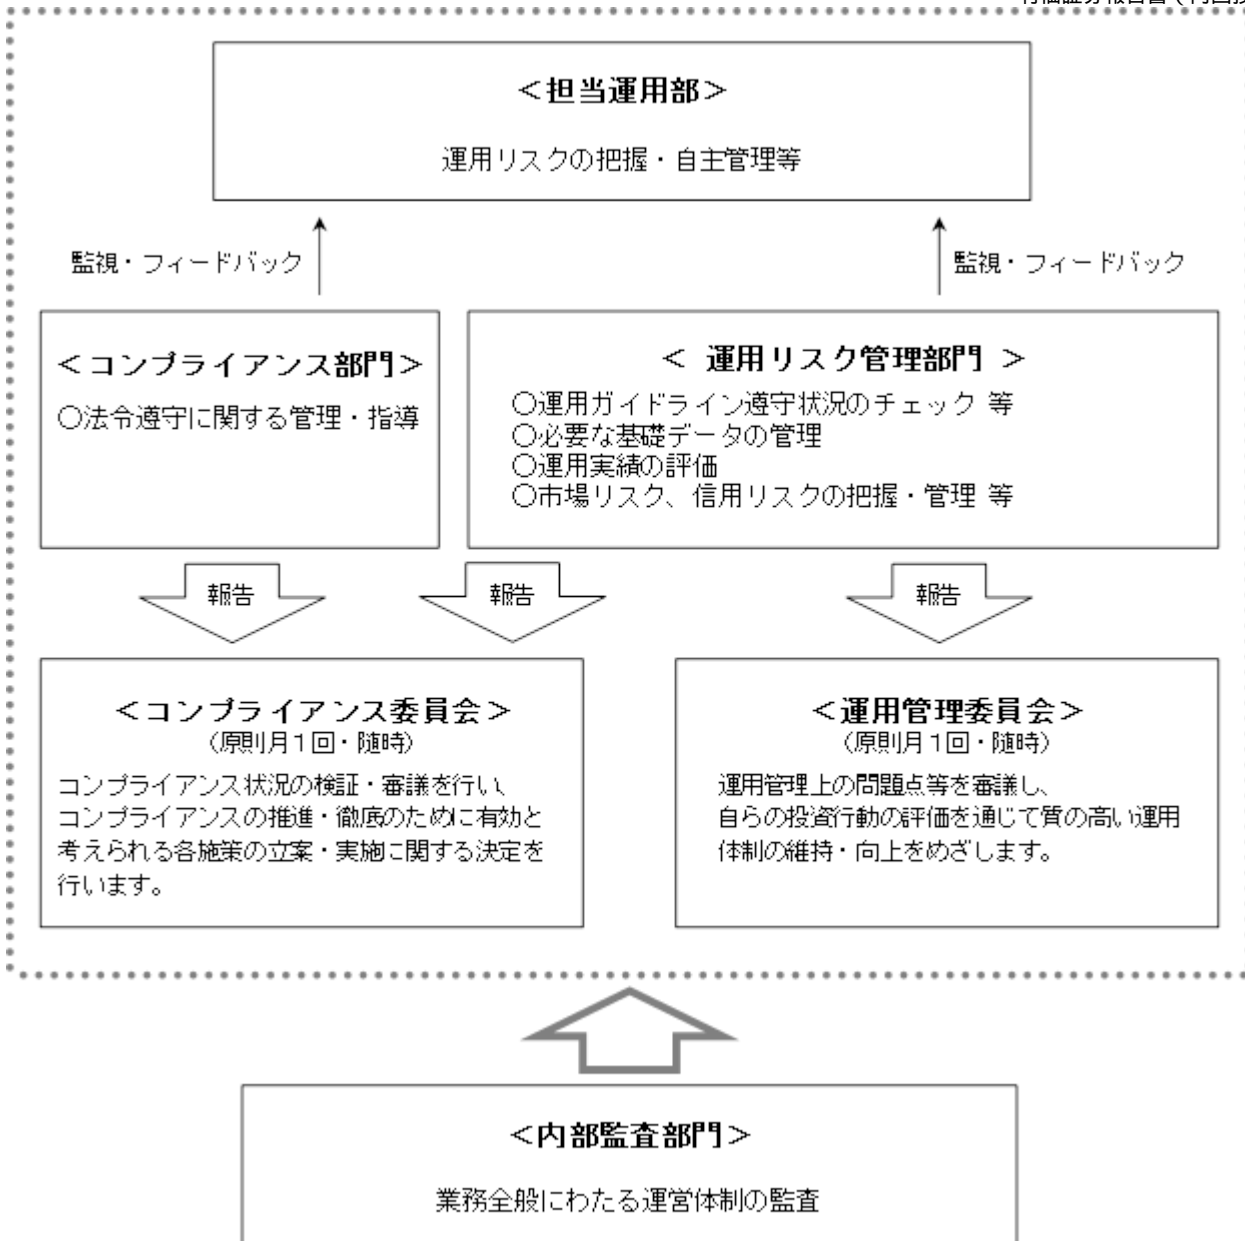 ＜担当運用部＞
運用リスクの把握・自主管理等
監視・フィードバック
監視・フィードバック
＜コンプライアンス部門＞
〇法令遵守に関する管理・指導
＜ 運用リスク管理部門 ＞
〇運用ガイドライン遵守状況のチェック 等
〇必要な基礎データの管理
〇運用実績の評価
〇市場リスク、信用リスクの把握・管理 等
報告
報告
報告
＜コンプライアンス委員会＞
（原則月１回・随時）
コンプライアンス状況の検証・審議を行い、
コンプライアンスの推進・徹底のために有効と
考えられる各施策の立案・実施に関する決定を
行います。
＜運用管理委員会＞
（原則月１回・随時）
運用管理上の問題点等を審議し、
自らの投資行動の評価を通じて質の高い運用
体制の維持・向上をめざします。
＜内部監査部門＞
業務全般にわたる運営体制の監査